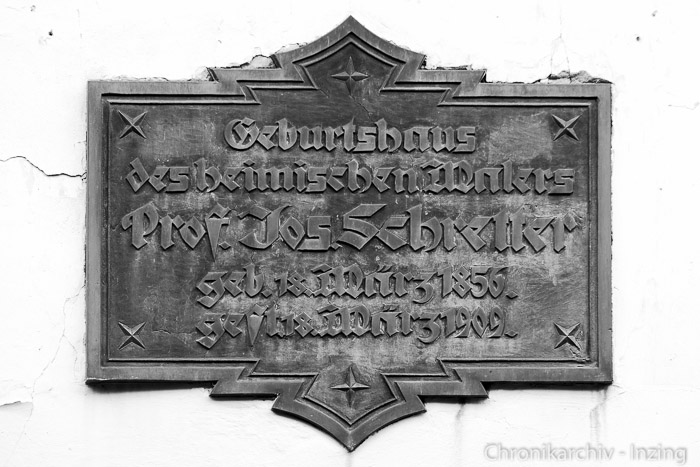 Geburtshaus
des heimischen Malers
Prof. Jos. Schretter
geb. 18. März 1856.
gest. 18. März 1909.
Chronikarchiv - Inzing